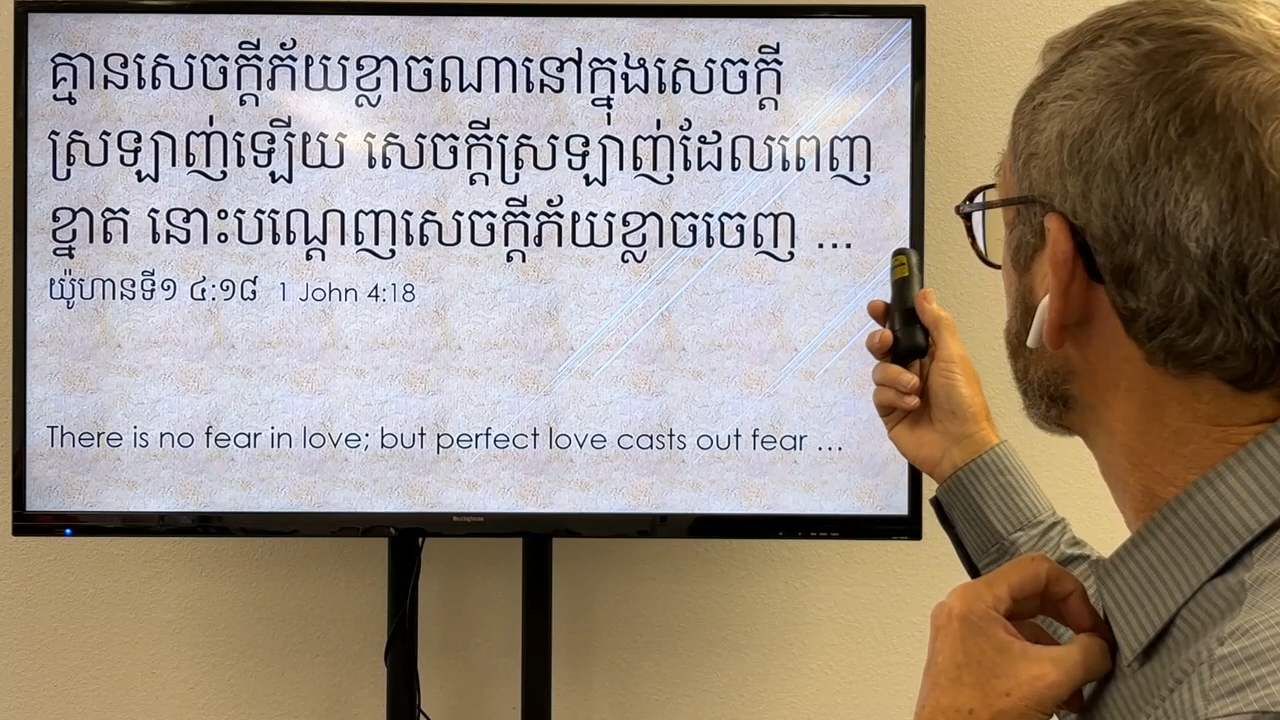 គ្មានសេចក្ដីភ័យខ្លាចណានៅក្នុងសេចក្ដី
ស្រឡាញ់ឡើយ សេចក្ដីស្រឡាញ់ដែលពេញ
ខ្នាត នោះបណ្ដេញសេចក្ដីភ័យខ្លាចចេញ ...
យ៉ូហានទី១ ៤:១៨ 1 John 4:18
There is no fear in love; but perfect love casts out fear ...
Westinghouse